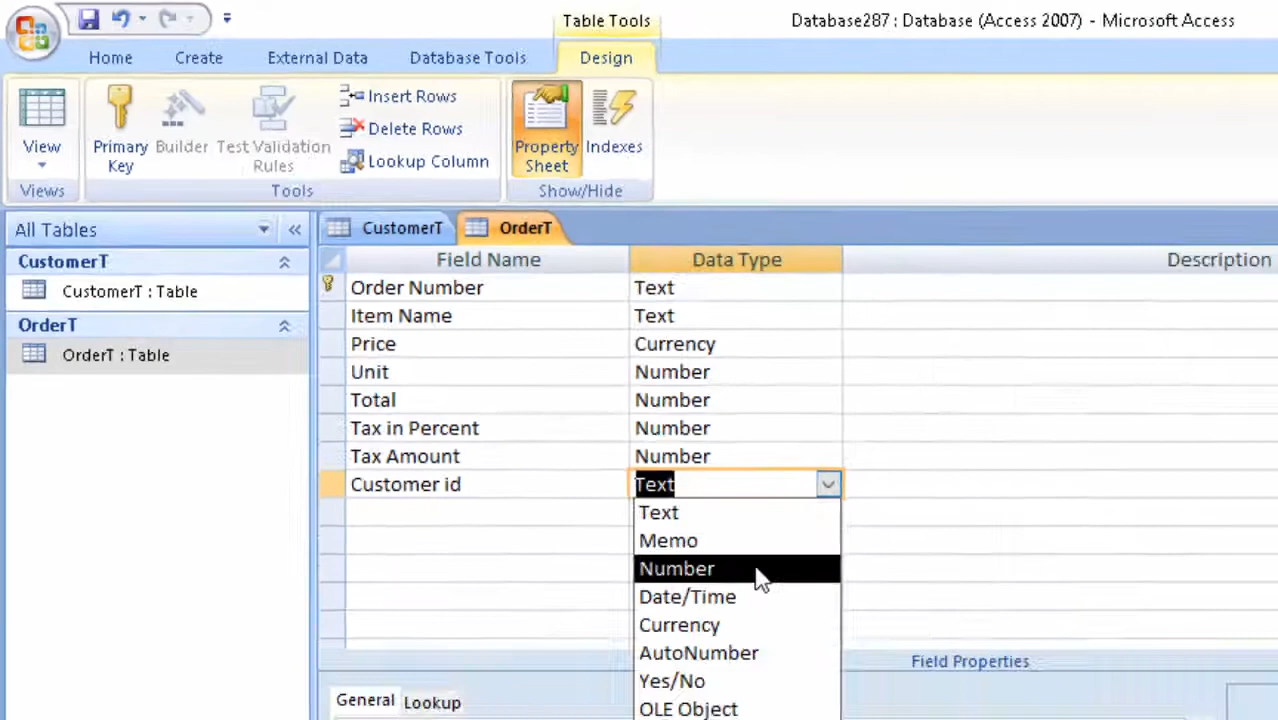 Table Tools
Database287 : Database (Access 2007) - Microsoft Access
Home
Create
External Data
Database Tools
Design
View
Primary Key
Builder
Test Validation Rules
Insert Rows
Delete Rows
Lookup Column
Property Sheet
Indexes
Views
Tools
Show/Hide
All Tables
«
CustomerT
CustomerT : Table
OrderT
OrderT : Table
CustomerT
OrderT
Field Name
Data Type
Description
Order Number
Text
Item Name
Text
Price
Currency
Unit
Number
Total
Number
Tax in Percent
Number
Tax Amount
Number
Customer id
Text
Text
Memo
Number
Date/Time
Currency
AutoNumber
Yes/No
OLE Object
Field Properties
General
Lookup